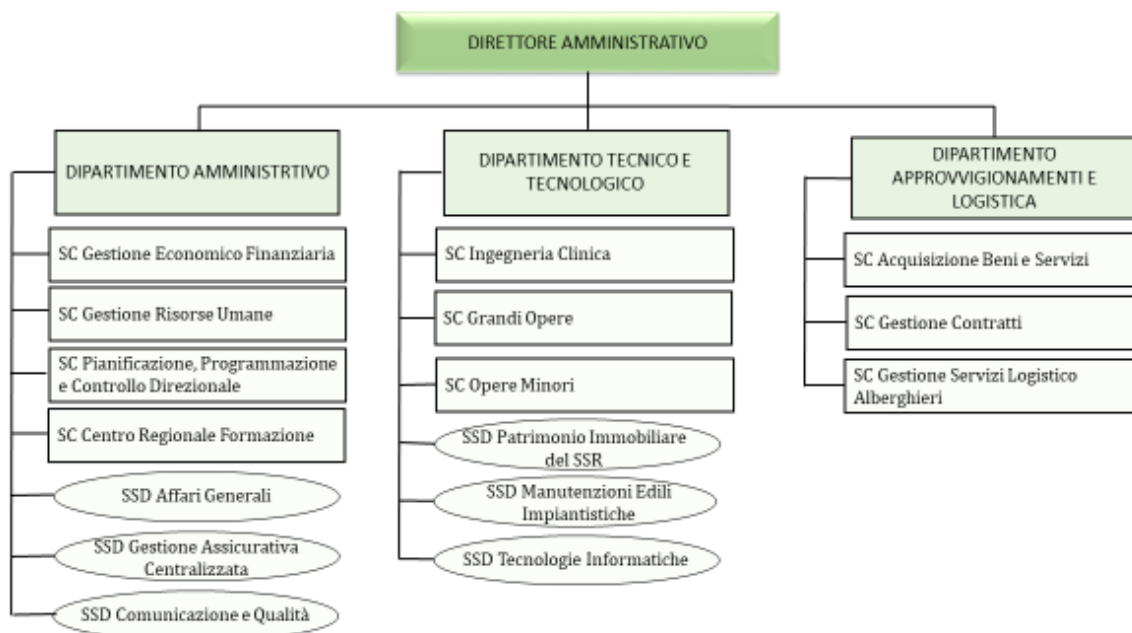 DIRETTORE AMMINISTRATIVO
DIPARTIMENTO AMMINISTRTIVO
SC Gestione Economico Finanziaria
SC Gestione Risorse Umane
SC Pianificazione, Programmazione
e Controllo Direzionale
SC Centro Regionale Formazione
SSD Affari Generali
SSD Gestione Assicurativa
Centralizzata
SSD Comunicazione e Qualità
DIPARTIMENTO TECNICO E
TECNOLOGICO
SC Ingegneria Clinica
SC Grandi Opere
SC Opere Minori
SSD Patrimonio Immobiliare
del SSR
SSD Manutenzioni Edili
Impiantistiche
SSD Tecnologie Informatiche
DIPARTIMENTO
APPROVVIGIONAMENTI E
LOGISTICA
SC Acquisizione Beni e Servizi
SC Gestione Contratti
SC Gestione Servizi Logistico
Alberghieri